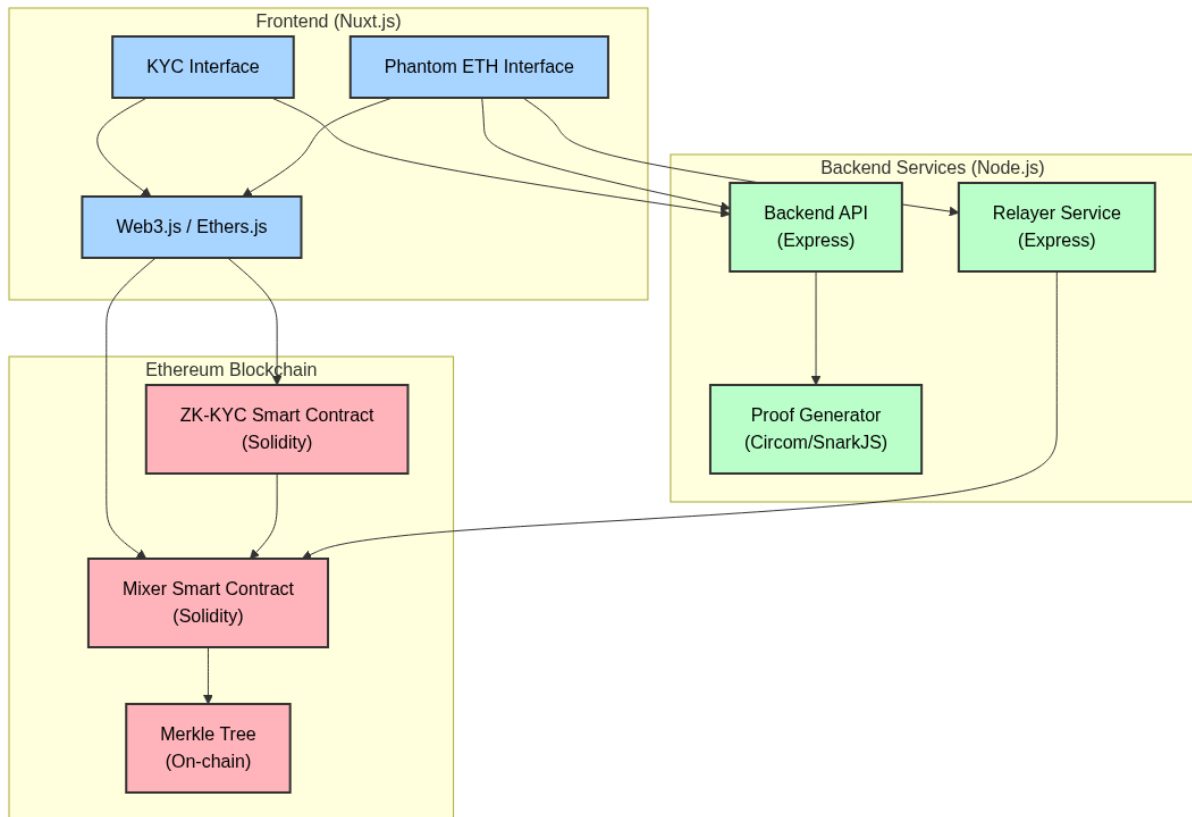 Frontend (Nuxt.js)
KYC Interface
Phantom ETH Interface
Web3.js / Ethers.js
Backend Services (Node.js)
Backend API
(Express)
Relayer Service
(Express)
Proof Generator
(Circom/SnarkJS)
Ethereum Blockchain
ZK-KYC Smart Contract
(Solidity)
Mixer Smart Contract
(Solidity)
Merkle Tree
(On-chain)